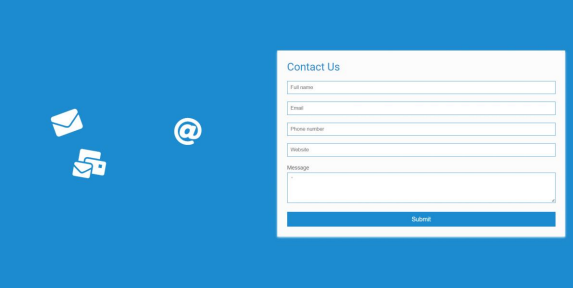 @
Contact Us
Full name
Email
Phone number
Website
Message
Submit